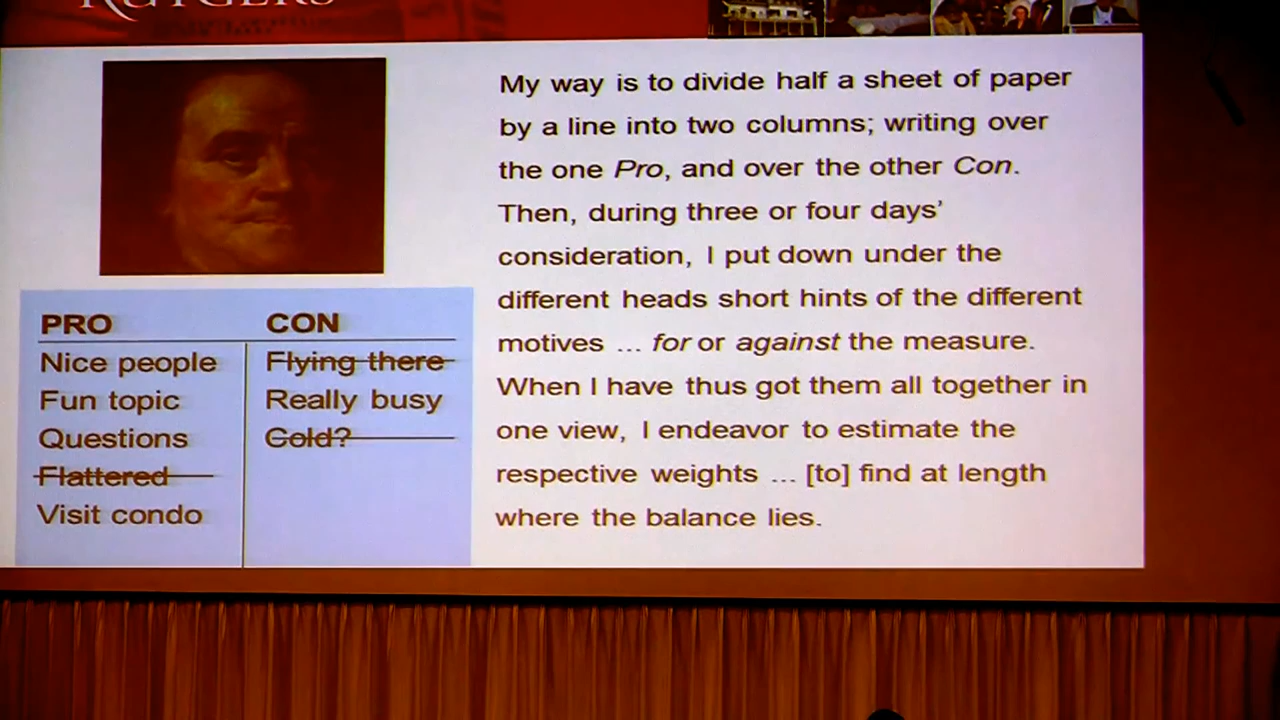 RUTGERS
My way is to divide half a sheet of paper
by a line into two columns; writing over
the one Pro, and over the other Con.
Then, during three or four days'
consideration, I put down under the
different heads short hints of the different
motives ... for or against the measure.
When I have thus got them all together in
one view, I endeavor to estimate the
respective weights ... [to] find at length
where the balance lies.
PRO CON
Nice people Flying there
Fun topic Really busy
Questions Cold?
Flattered
Visit condo